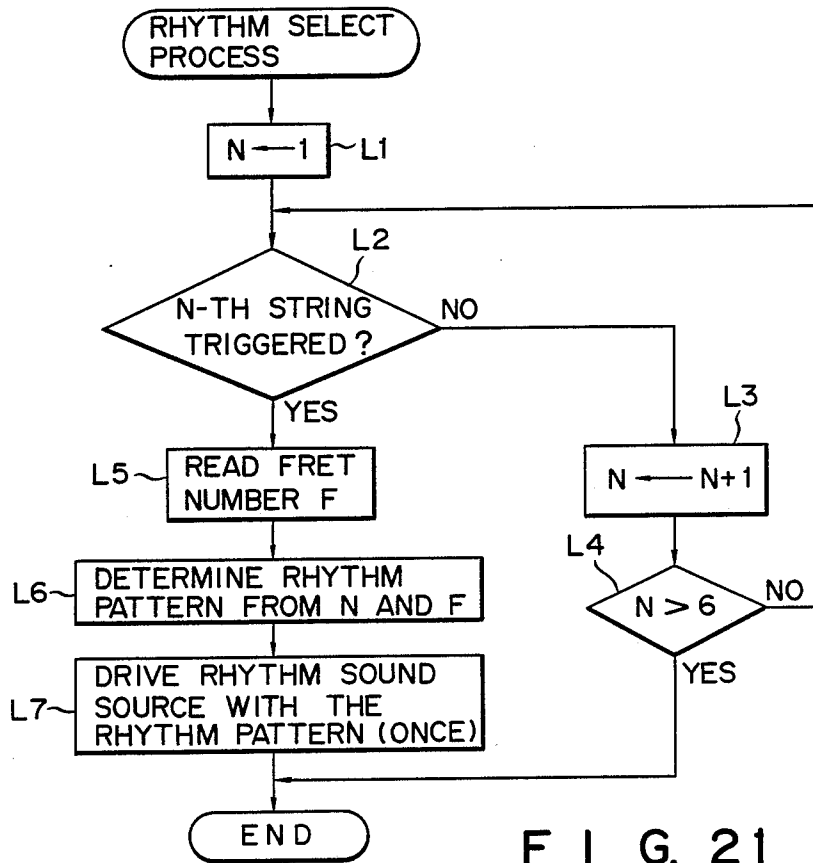 RHYTHM SELECT
PROCESS
N ← 1
L1
L2
N-TH STRING
TRIGGERED?
NO
YES
L3
N ← N+1
L5
READ FRET
NUMBER F
L4
N > 6
NO
YES
L6
DETERMINE RHYTHM
PATTERN FROM N AND F
L7
DRIVE RHYTHM SOUND
SOURCE WITH THE
RHYTHM PATTERN (ONCE)
END
FIG. 21